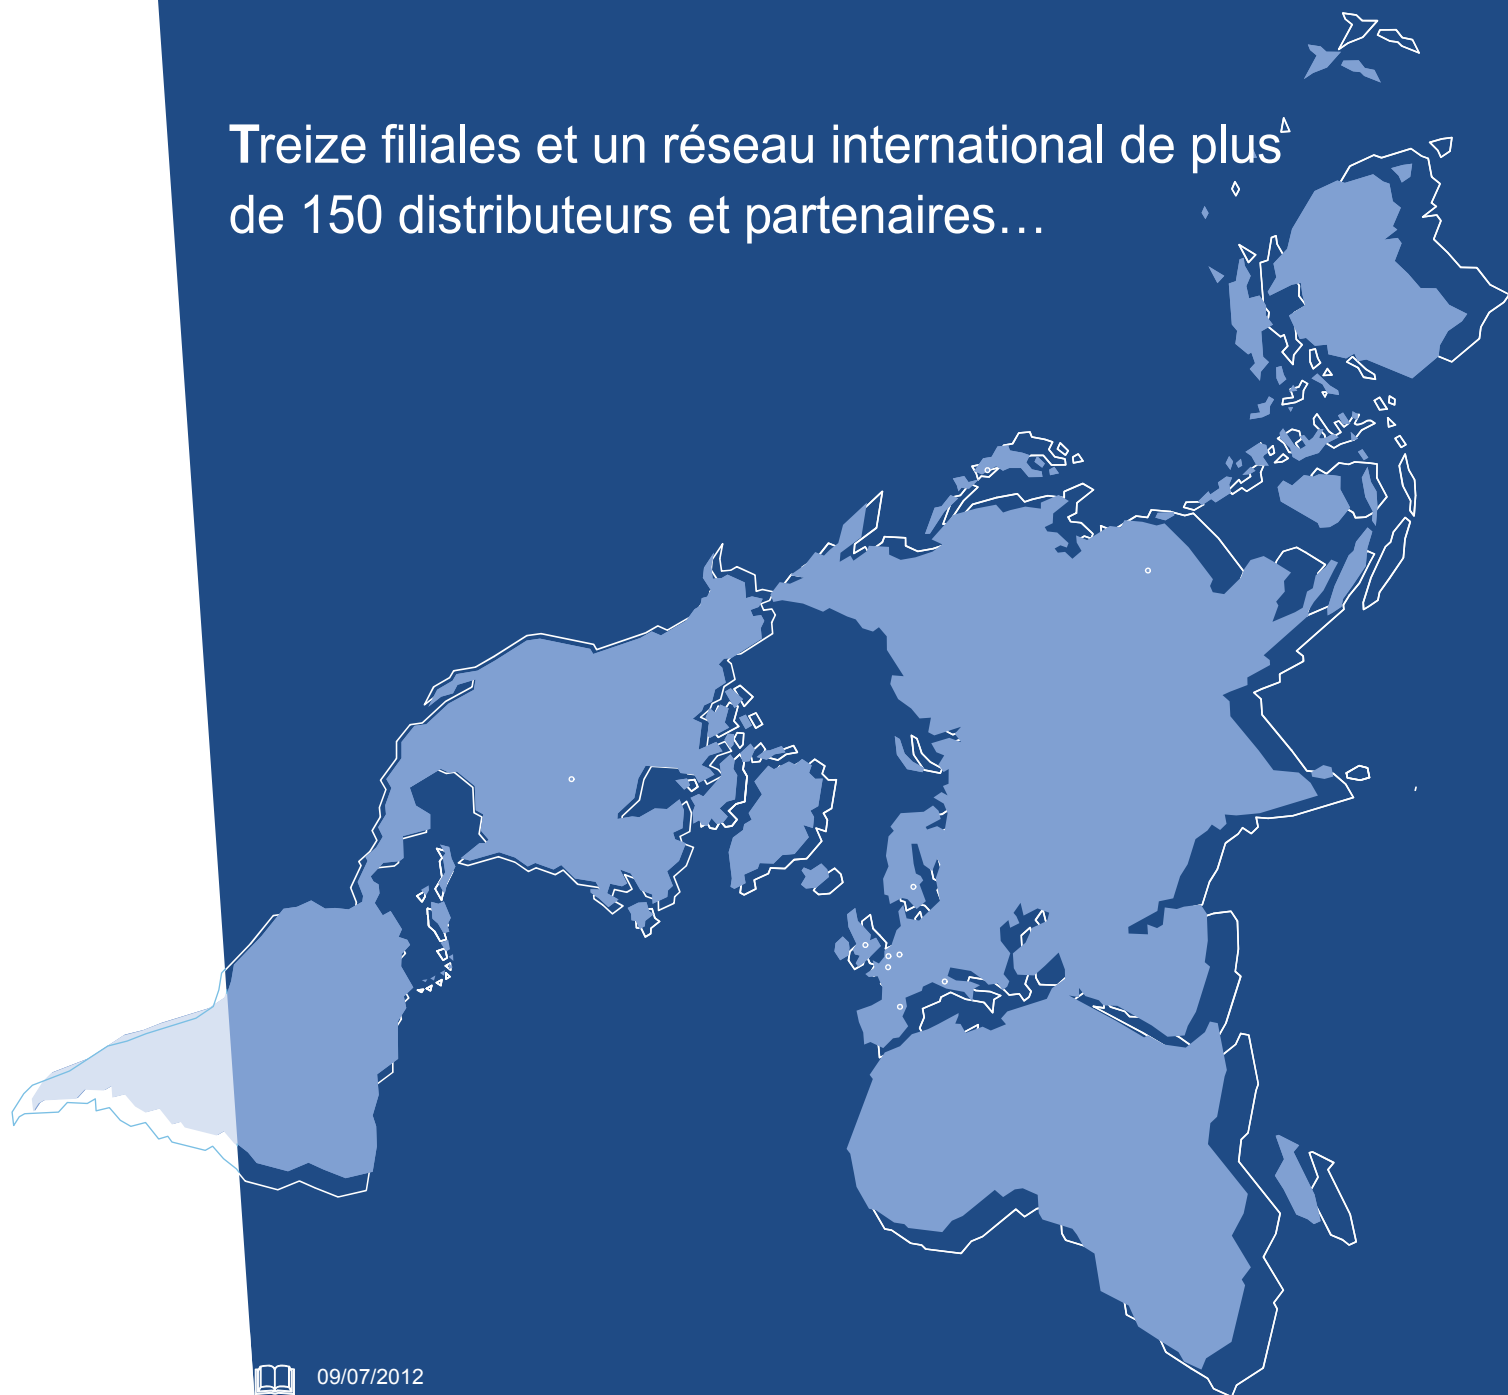 Treize filiales et un réseau international de plus
de 150 distributeurs et partenaires…
09/07/2012